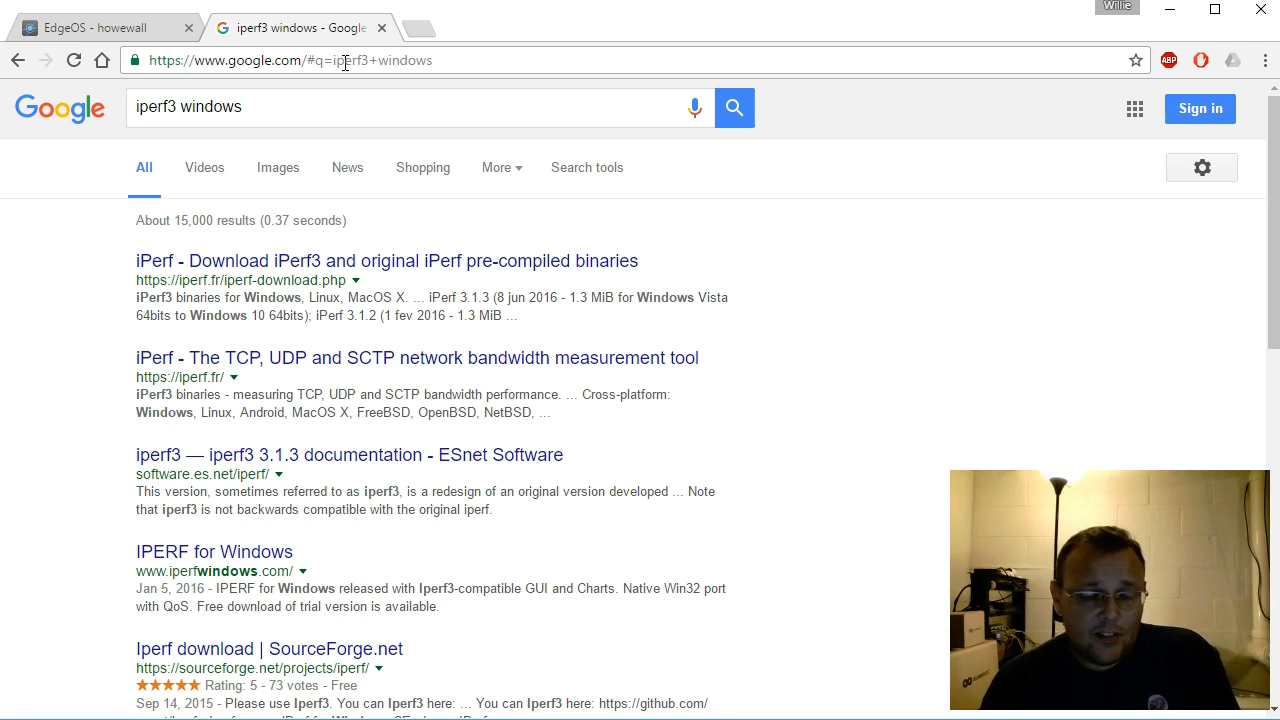 Willie
EdgeOS - howewall
iperf3 windows - Google
https://www.google.com/#q=iperf3+windows
ABP
Google
iperf3 windows
Sign in
All Videos Images News Shopping More Search tools
About 15,000 results (0.37 seconds)
iPerf - Download iPerf3 and original iPerf pre-compiled binaries
https://iperf.fr/iperf-download.php
iPerf3 binaries for Windows, Linux, MacOS X. ... iPerf 3.1.3 (8 jun 2016 - 1.3 MiB for Windows Vista
64bits to Windows 10 64bits); iPerf 3.1.2 (1 fev 2016 - 1.3 MiB ...
iPerf - The TCP, UDP and SCTP network bandwidth measurement tool
https://iperf.fr/
iPerf3 binaries - measuring TCP, UDP and SCTP bandwidth performance. ... Cross-platform:
Windows, Linux, Android, MacOS X, FreeBSD, OpenBSD, NetBSD, ...
iperf3 — iperf3 3.1.3 documentation - ESnet Software
software.es.net/iperf/
This version, sometimes referred to as iperf3, is a redesign of an original version developed ... Note
that iperf3 is not backwards compatible with the original iperf.
IPERF for Windows
www.iperfwindows.com/
Jan 5, 2016 - IPERF for Windows released with Iperf3-compatible GUI and Charts. Native Win32 port
with QoS. Free download of trial version is available.
Iperf download | SourceForge.net
https://sourceforge.net/projects/iperf/
Rating: 5 - 73 votes - Free
Sep 14, 2015 - Please use Iperf3. You can Iperf3 here: ... You can Iperf3 here: https://github.com/